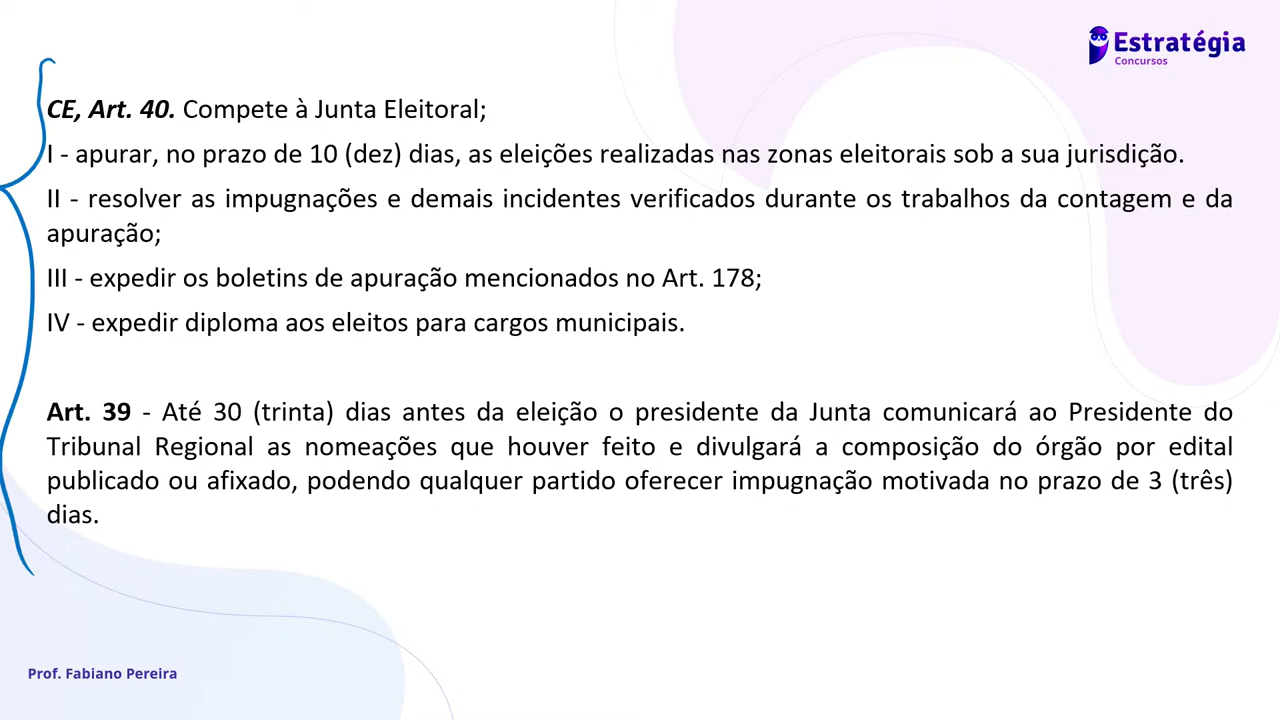 Estratégia
Concursos
CE, Art. 40. Compete à Junta Eleitoral;
I - apurar, no prazo de 10 (dez) dias, as eleições realizadas nas zonas eleitorais sob a sua jurisdição.
II - resolver as impugnações e demais incidentes verificados durante os trabalhos da contagem e da
apuração;
III - expedir os boletins de apuração mencionados no Art. 178;
IV - expedir diploma aos eleitos para cargos municipais.
Art. 39 - Até 30 (trinta) dias antes da eleição o presidente da Junta comunicará ao Presidente do
Tribunal Regional as nomeações que houver feito e divulgará a composição do órgão por edital
publicado ou afixado, podendo qualquer partido oferecer impugnação motivada no prazo de 3 (três)
dias.
Prof. Fabiano Pereira